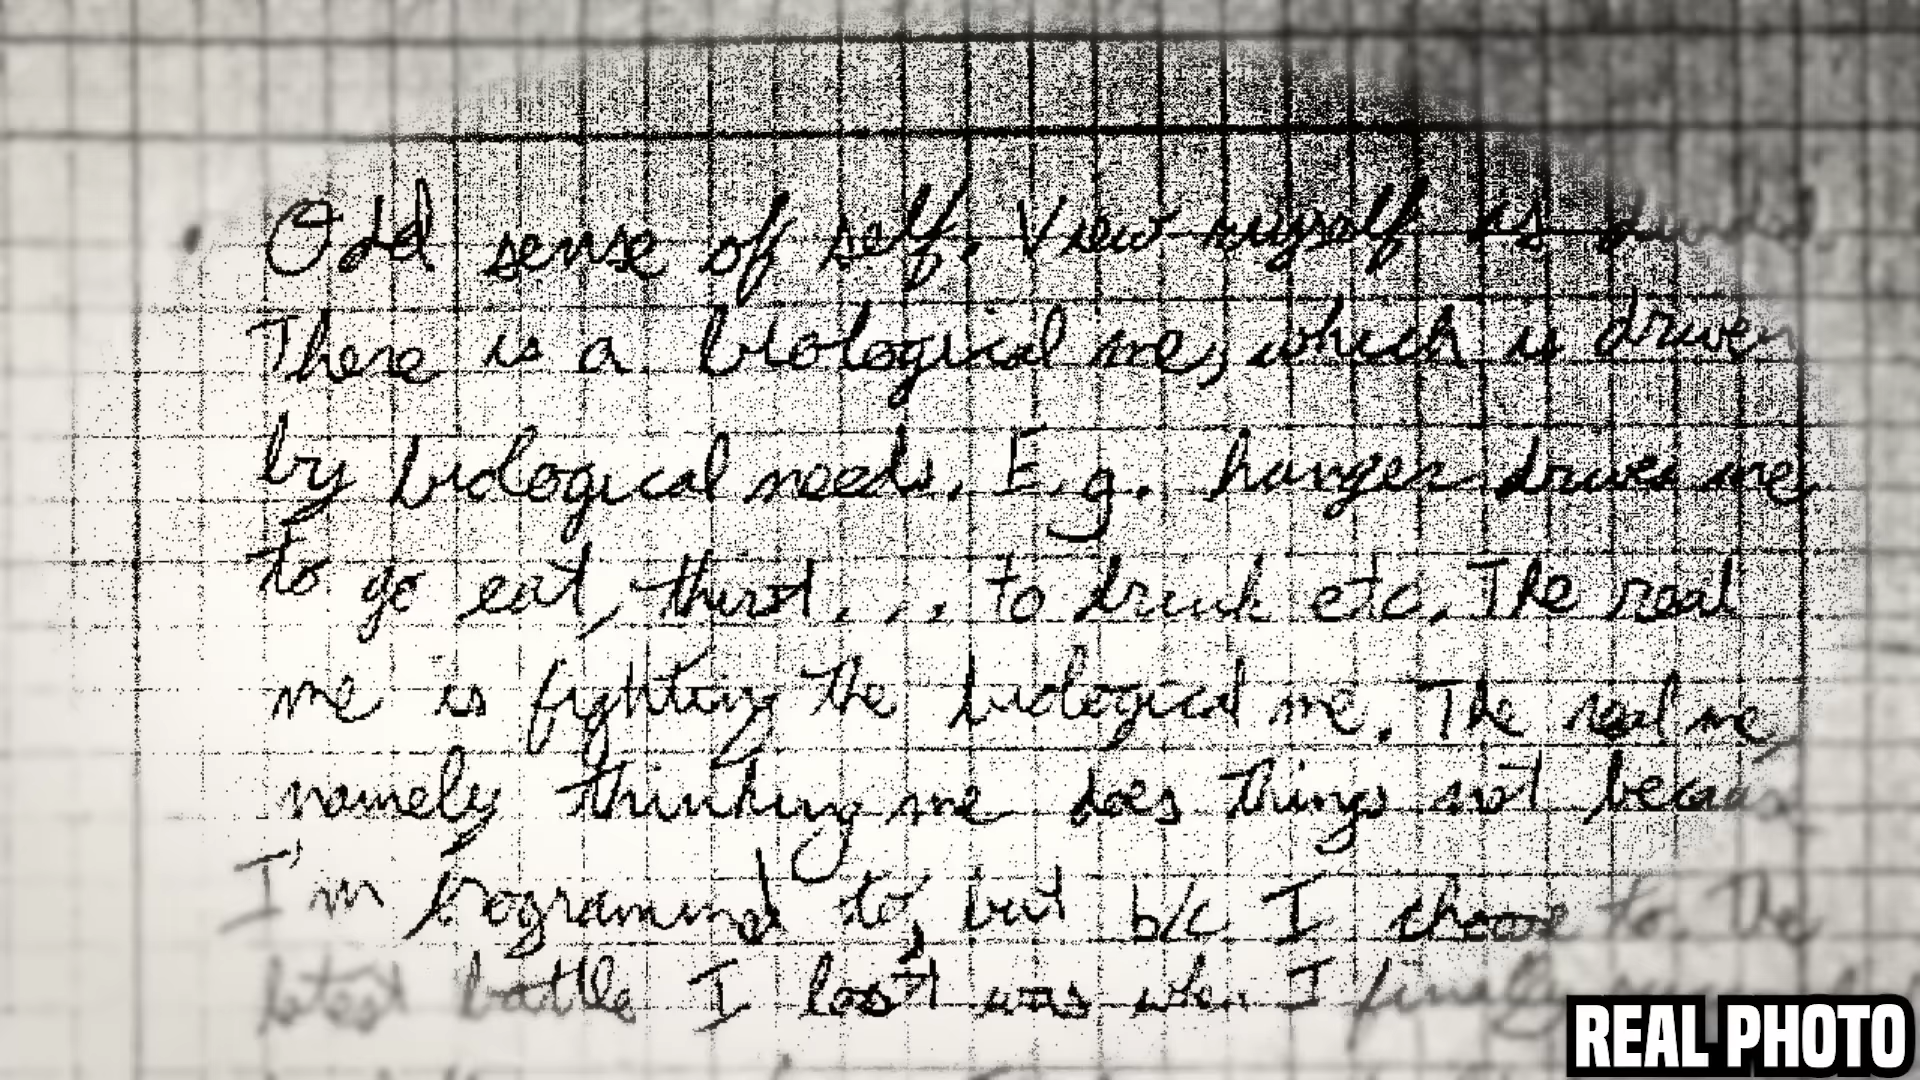 Odd sense of self. View myself as divided.
There is a biological me, which is driven
by biological needs. E.g. hunger drives me
to go eat, thirst ... to drink etc. The real
me is fighting the biological me. The real me,
namely thinking me does things not because
I'm programmed to, but b/c I choose to. The
latest battle I lost was when I finally
REAL PHOTO